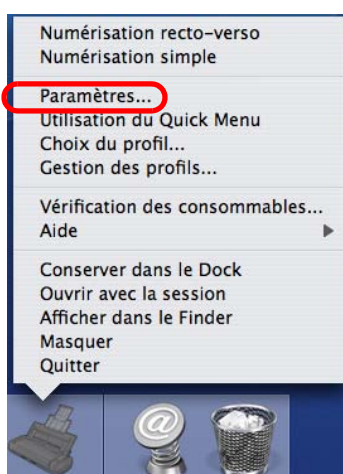 Numérisation recto-verso
Numérisation simple
Paramètres...
Utilisation du Quick Menu
Choix du profil...
Gestion des profils...
Vérification des consommables...
Aide
Conserver dans le Dock
Ouvrir avec la session
Afficher dans le Finder
Masquer
Quitter
@